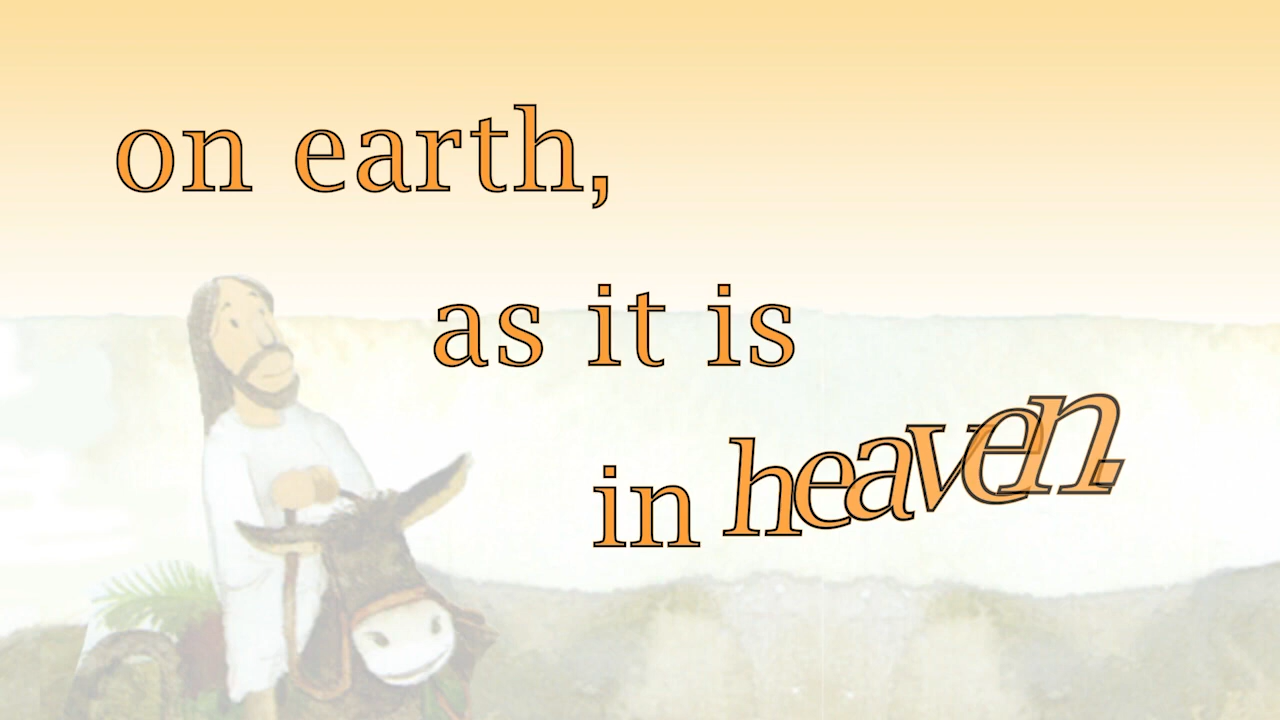 on earth,
as it is
in heaven.